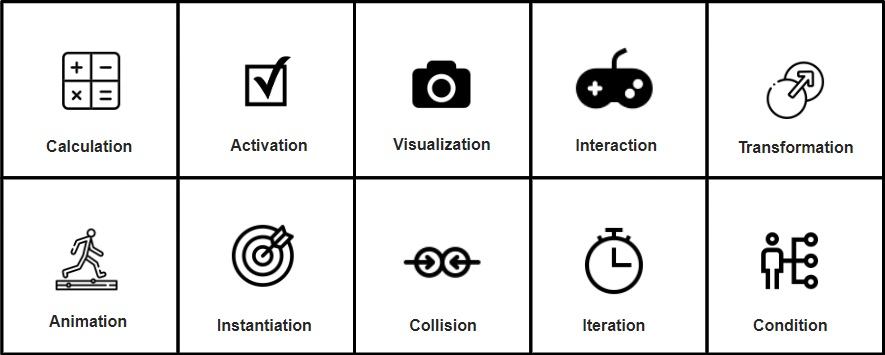 Calculation
Activation
Visualization
Interaction
Transformation
Animation
Instantiation
Collision
Iteration
Condition